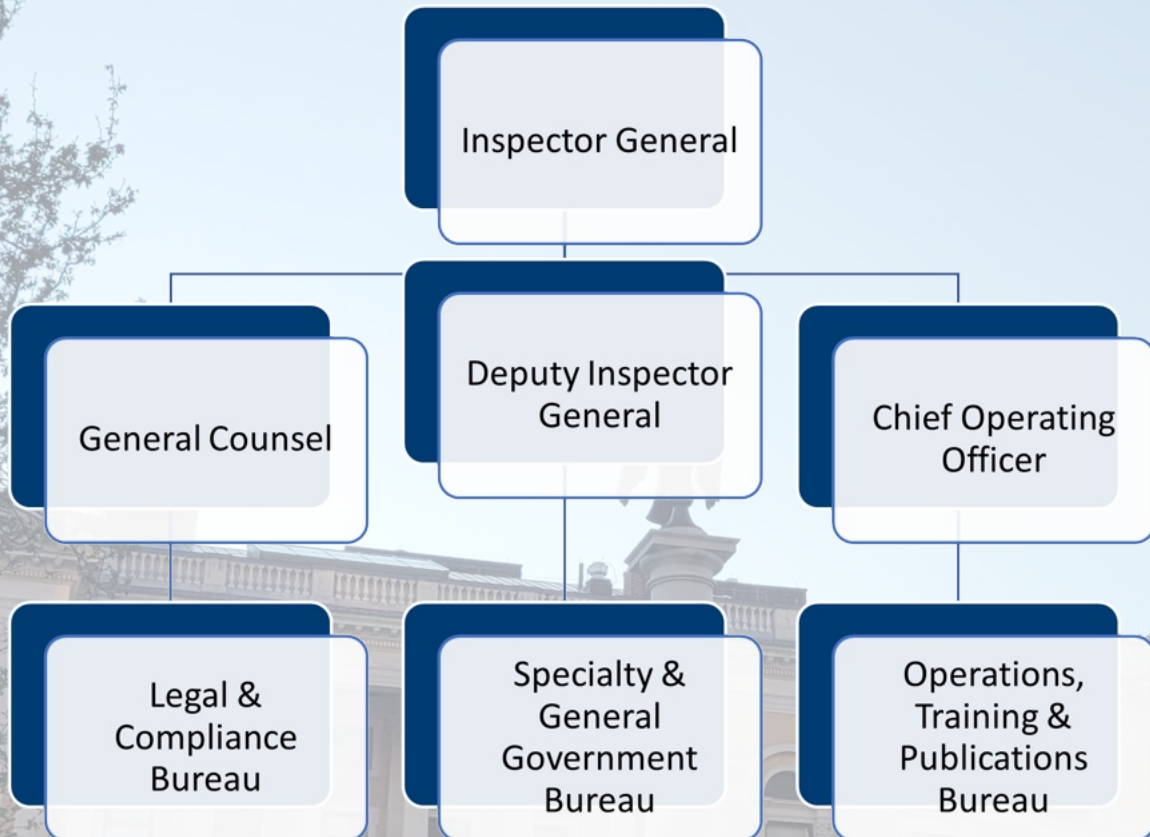 Inspector General
Deputy Inspector
General
General Counsel
Chief Operating
Officer
Legal &
Compliance
Bureau
Specialty &
General
Government
Bureau
Operations,
Training &
Publications
Bureau